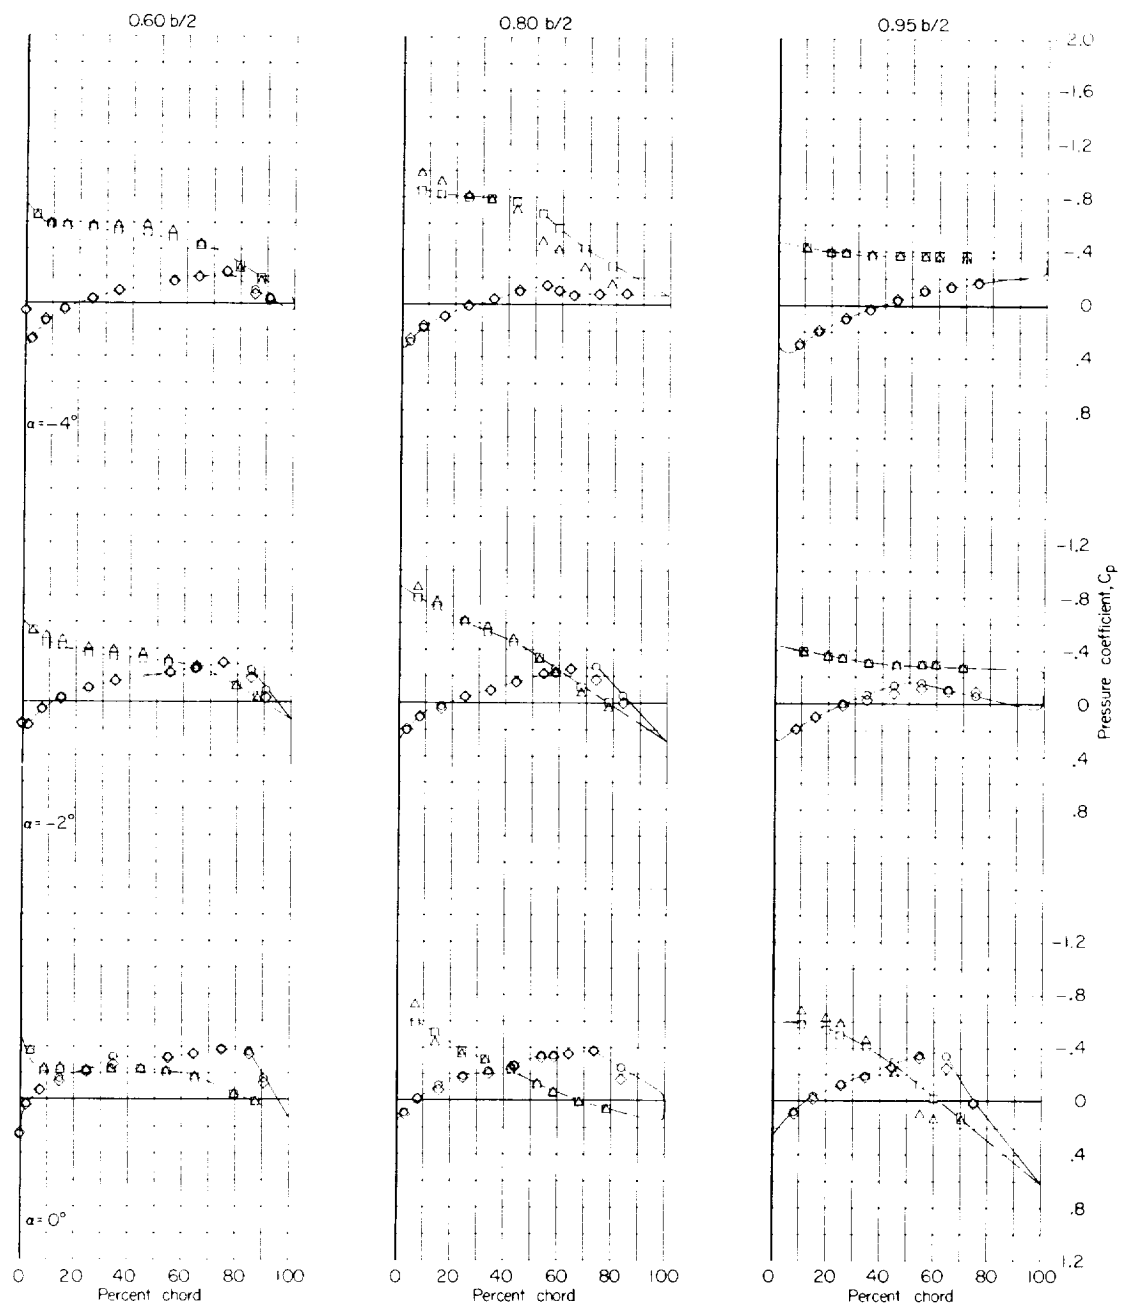 0.60 b/2
0.80 b/2
0.95 b/2
-2.0
-1.6
-1.2
-.8
-.4
0
.4
.8
α=-4°
-1.2
-.8
-.4
0
.4
.8
Pressure coefficient, Cp
α=-2°
-1.2
-.8
-.4
0
.4
.8
1.2
α=0°
0 20 40 60 80 100
0 20 40 60 80 100
0 20 40 60 80 100
Percent chord
Percent chord
Percent chord